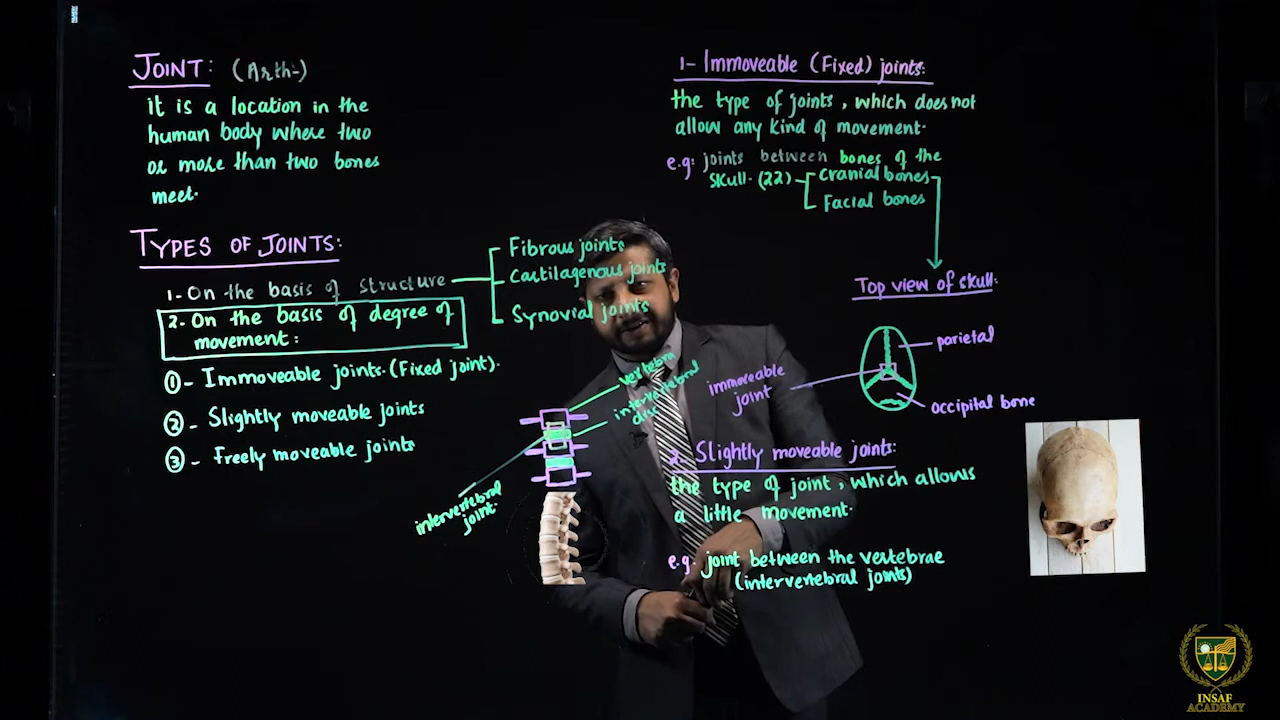 JOINT: (Arth-)
it is a location in the
human body where two
or more than two bones
meet.
TYPES OF JOINTS:
1- On the basis of structure
Fibrous joints
Cartilagenous joints
Synovial joints
2. On the basis of degree of
movement:
① - Immoveable joints. (Fixed joint).
② - Slightly moveable joints
③ - Freely moveable joints
vertebra
intervertebral
disc
intervertebral
joint.
1- Immoveable (Fixed) joints:
the type of joints, which does not
allow any kind of movement.
e.g: joints between bones of the
skull. (22)
Cranial bones
Facial bones
Top view of skull:
parietal
occipital bone
immoveable
joint
2. Slightly moveable joints:
the type of joint, which allows
a little movement.
e.g. joint between the vertebrae
(intervertebral joints)
INSAF
ACADEMY